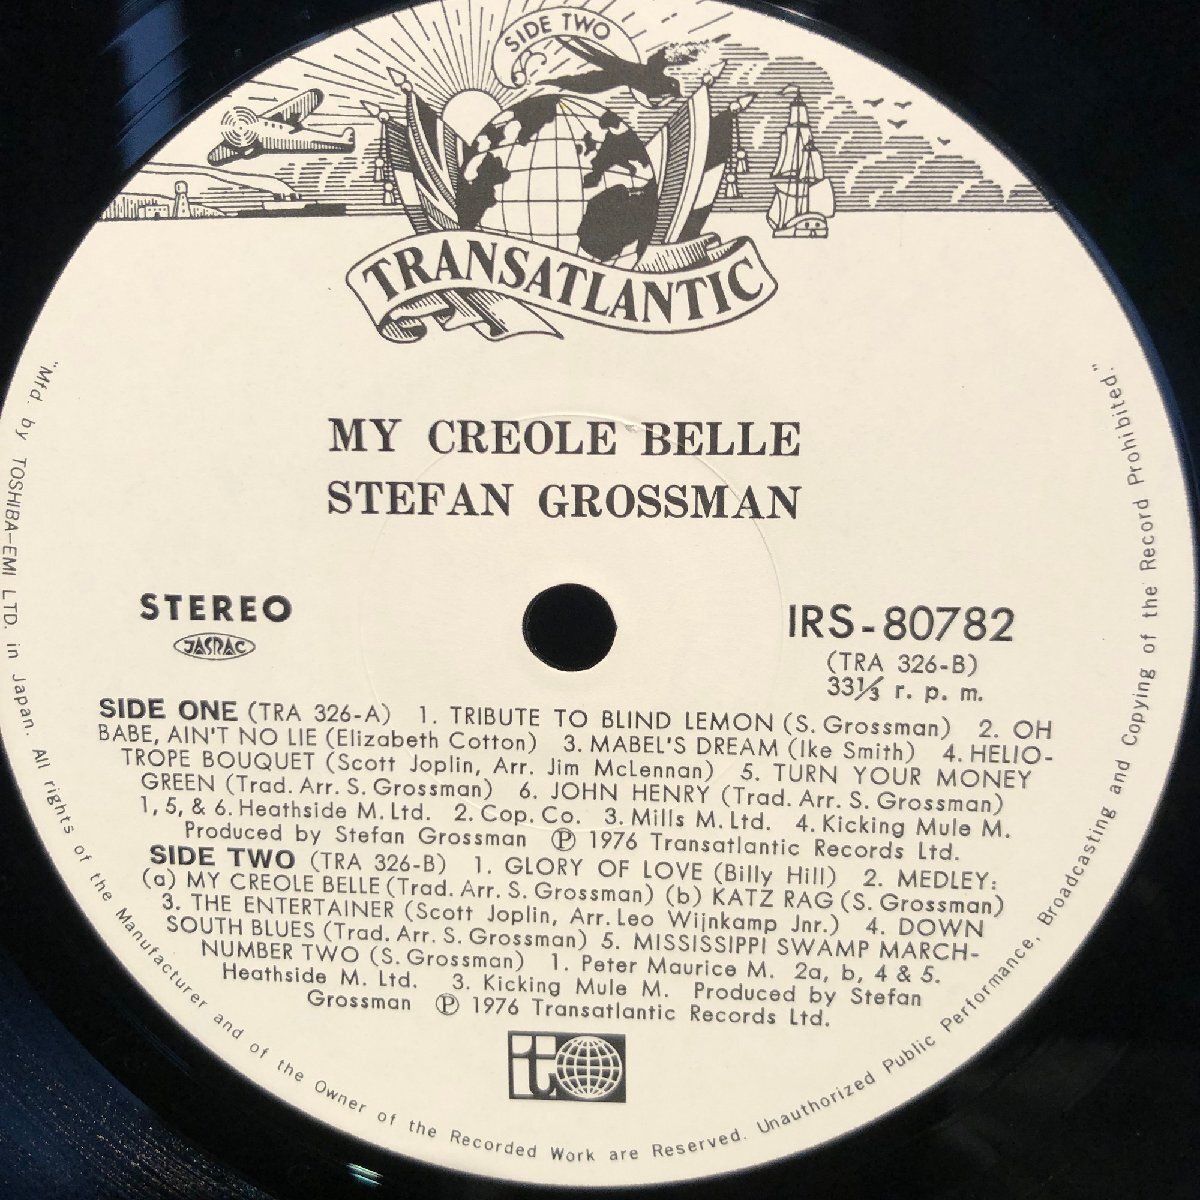 SIDE TWO
TRANSATLANTIC
MY CREOLE BELLE
STEFAN GROSSMAN
STEREO
JASRAC
IRS-80782
(TRA 326-B)
33⅓ r. p. m.
SIDE ONE (TRA 326-A) 1. TRIBUTE TO BLIND LEMON (S. Grossman) 2. OH
BABE, AIN'T NO LIE (Elizabeth Cotton) 3. MABEL'S DREAM (Ike Smith) 4. HELIO-
TROPE BOUQUET (Scott Joplin, Arr. Jim McLennan) 5. TURN YOUR MONEY
GREEN (Trad. Arr. S. Grossman) 6. JOHN HENRY (Trad. Arr. S. Grossman)
1, 5, & 6. Heathside M. Ltd. 2. Cop. Co. 3. Mills M. Ltd. 4. Kicking Mule M.
Produced by Stefan Grossman ℗ 1976 Transatlantic Records Ltd.
SIDE TWO (TRA 326-B) 1. GLORY OF LOVE (Billy Hill) 2. MEDLEY:
(a) MY CREOLE BELLE (Trad. Arr. S. Grossman) (b) KATZ RAG (S. Grossman)
3. THE ENTERTAINER (Scott Joplin, Arr. Leo Wijnkamp Jnr.) 4. DOWN
SOUTH BLUES (Trad. Arr. S. Grossman) 5. MISSISSIPPI SWAMP MARCH-
NUMBER TWO (S. Grossman) 1. Peter Maurice M. 2a, b, 4 & 5.
Heathside M. Ltd. 3. Kicking Mule M. Produced by Stefan
Grossman ℗ 1976 Transatlantic Records Ltd.
it
"Mfd. by TOSHIBA-EMI LTD. in Japan. All rights of the Manufacturer and of the Owner of the Recorded Work are Reserved. Unauthorized Public Performance, Broadcasting and Copying of the Record Prohibited."